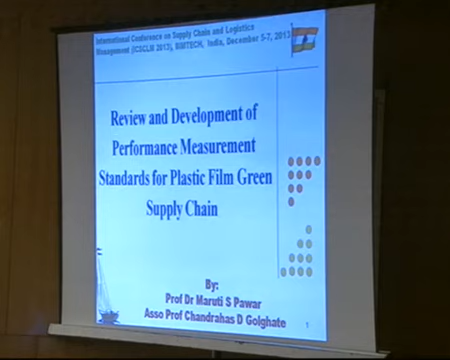 International Conference on Supply Chain and Logistics
Management (ICSCLM 2013), BIMTECH, India, December 5-7, 2013
Review and Development of
Performance Measurement
Standards for Plastic Film Green
Supply Chain
By:
Prof Dr Maruti S Pawar
Asso Prof Chandrahas D Golghate
1